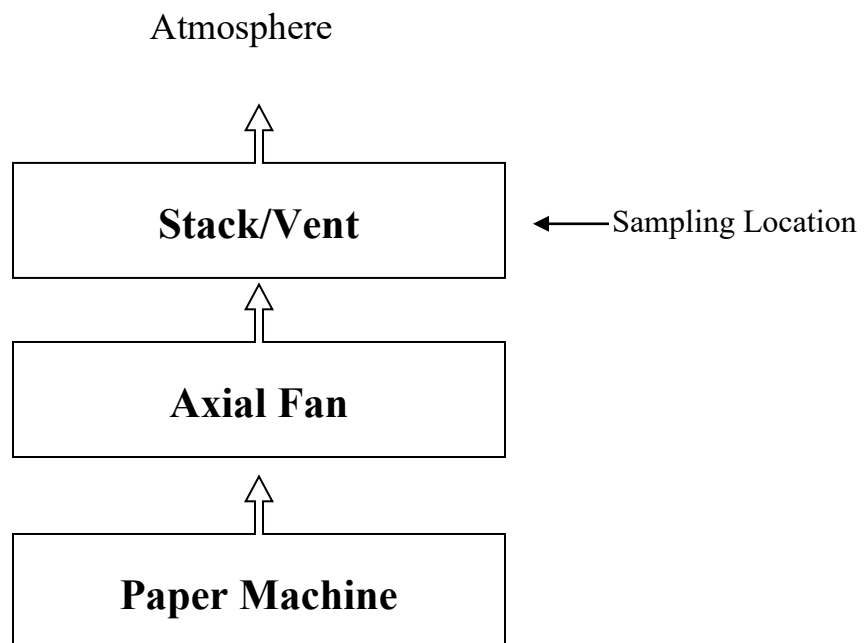 Atmosphere
Stack/Vent
Sampling Location
Axial Fan
Paper Machine